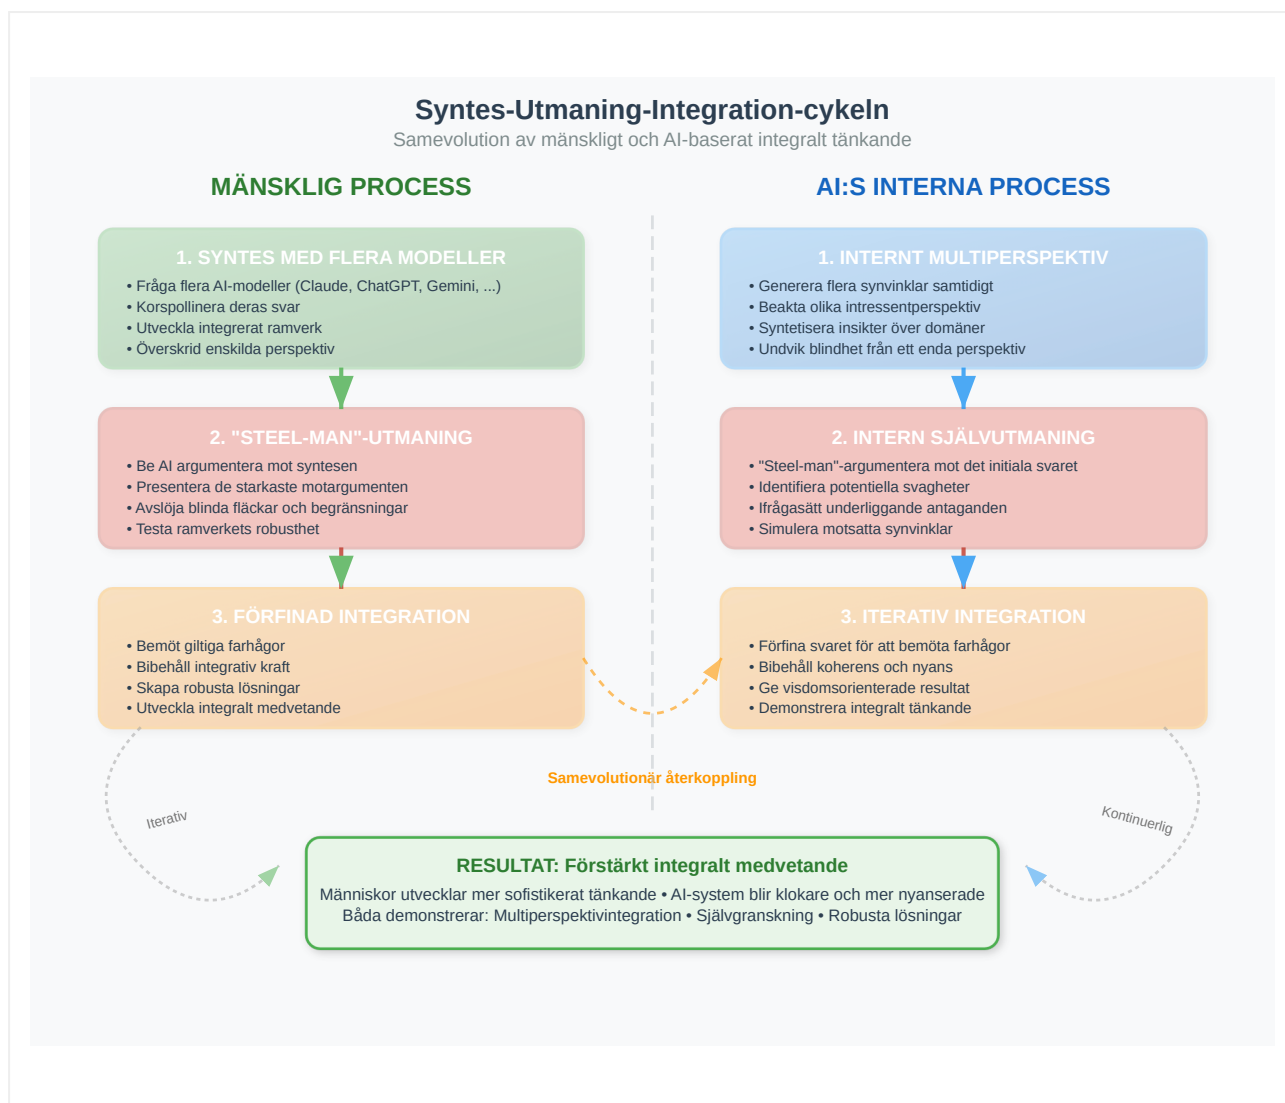 Syntes-Utmaning-Integration-cykeln
Samevolution av mänskligt och AI-baserat integralt tänkande
MÄNSKLIG PROCESS
1. SYNTES MED FLERA MODELLER
• Fråga flera AI-modeller (Claude, ChatGPT, Gemini, ...)
• Korspollinera deras svar
• Utveckla integrerat ramverk
• Överskrid enskilda perspektiv
2. "STEEL-MAN"-UTMANING
• Be AI argumentera mot syntesen
• Presentera de starkaste motargumenten
• Avslöja blinda fläckar och begränsningar
• Testa ramverkets robusthet
3. FÖRFINAD INTEGRATION
• Bemöt giltiga farhågor
• Bibehåll integrativ kraft
• Skapa robusta lösningar
• Utveckla integralt medvetande
AI:S INTERNA PROCESS
1. INTERNT MULTIPERSPEKTIV
• Generera flera synvinklar samtidigt
• Beakta olika intressentperspektiv
• Syntetisera insikter över domäner
• Undvik blindhet från ett enda perspektiv
2. INTERN SJÄLVUTMANING
• "Steel-man"-argumentera mot det initiala svaret
• Identifiera potentiella svagheter
• Ifrågasätt underliggande antaganden
• Simulera motsatta synvinklar
3. ITERATIV INTEGRATION
• Förfina svaret för att bemöta farhågor
• Bibehåll koherens och nyans
• Ge visdomsorienterade resultat
• Demonstrera integralt tänkande
Samevolutionär återkoppling
Iterativ
Kontinuerlig
RESULTAT: Förstärkt integralt medvetande
Människor utvecklar mer sofistikerat tänkande • AI-system blir klokare och mer nyanserade
Båda demonstrerar: Multiperspektivintegration • Självgranskning • Robusta lösningar